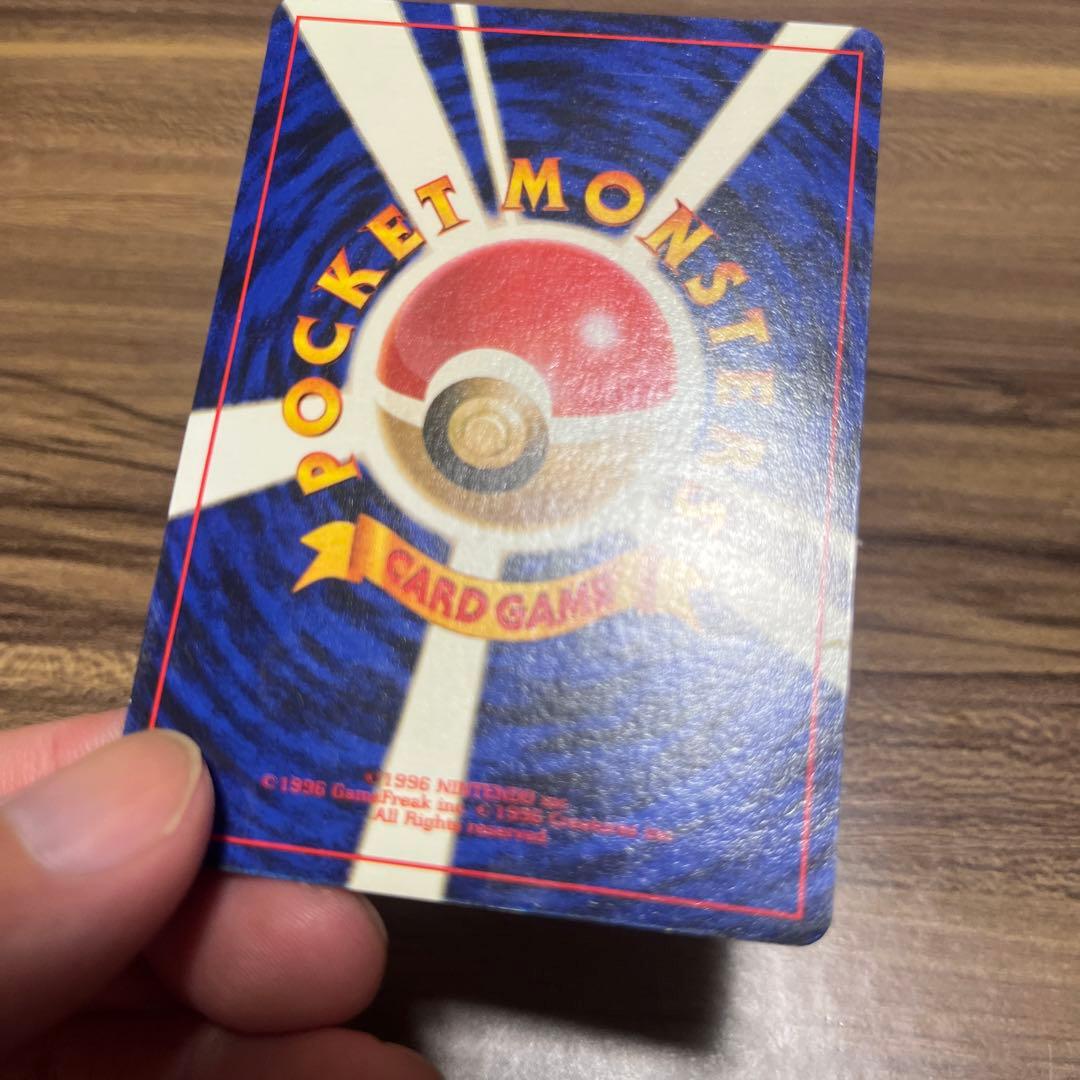 POCKET MONSTERS
CARD GAME
©1996 NINTENDO inc.
©1996 GameFreak inc. ©1996 Creatures inc.
All Rights reserved